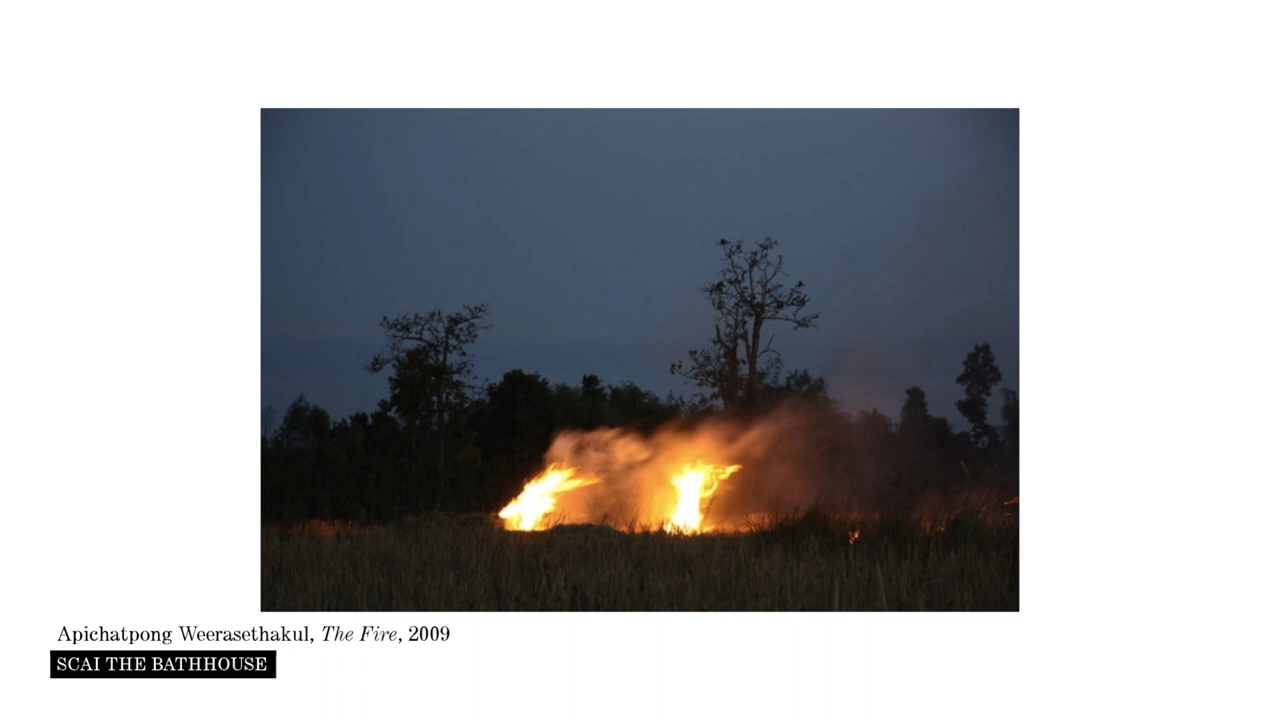 Apichatpong Weerasethakul, The Fire, 2009
SCAI THE BATHHOUSE